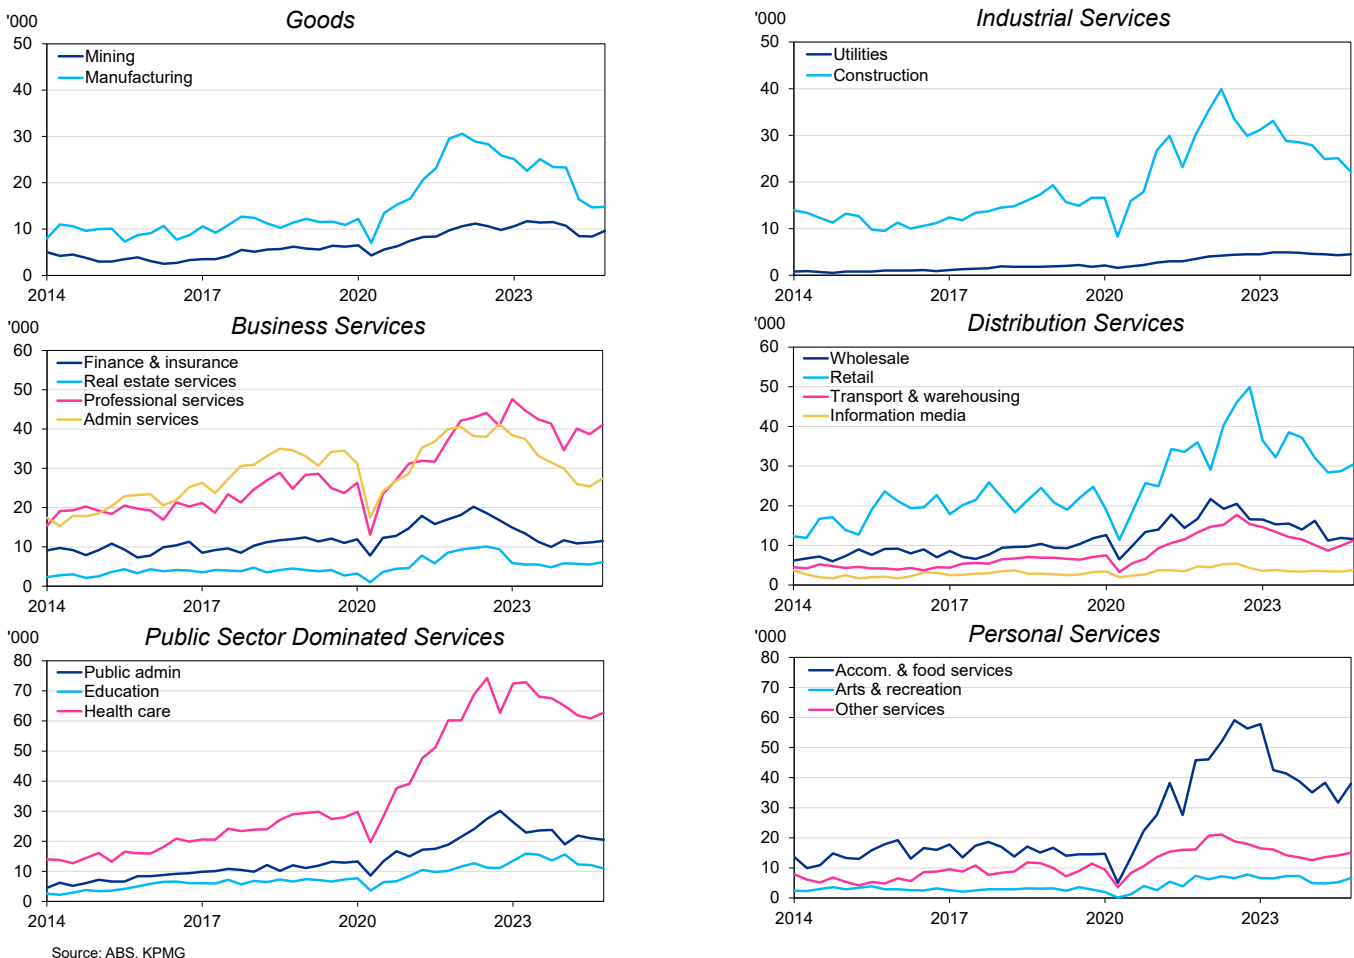 Goods
'000
50
40
30
20
10
0
Mining
Manufacturing
2014 2017 2020 2023
Industrial Services
'000
50
40
30
20
10
0
Utilities
Construction
2014 2017 2020 2023
Business Services
'000
60
50
40
30
20
10
0
Finance & insurance
Real estate services
Professional services
Admin services
2014 2017 2020 2023
Distribution Services
'000
60
50
40
30
20
10
0
Wholesale
Retail
Transport & warehousing
Information media
2014 2017 2020 2023
Public Sector Dominated Services
'000
80
70
60
50
40
30
20
10
0
Public admin
Education
Health care
2014 2017 2020 2023
Personal Services
'000
80
70
60
50
40
30
20
10
0
Accom. & food services
Arts & recreation
Other services
2014 2017 2020 2023
Source: ABS, KPMG